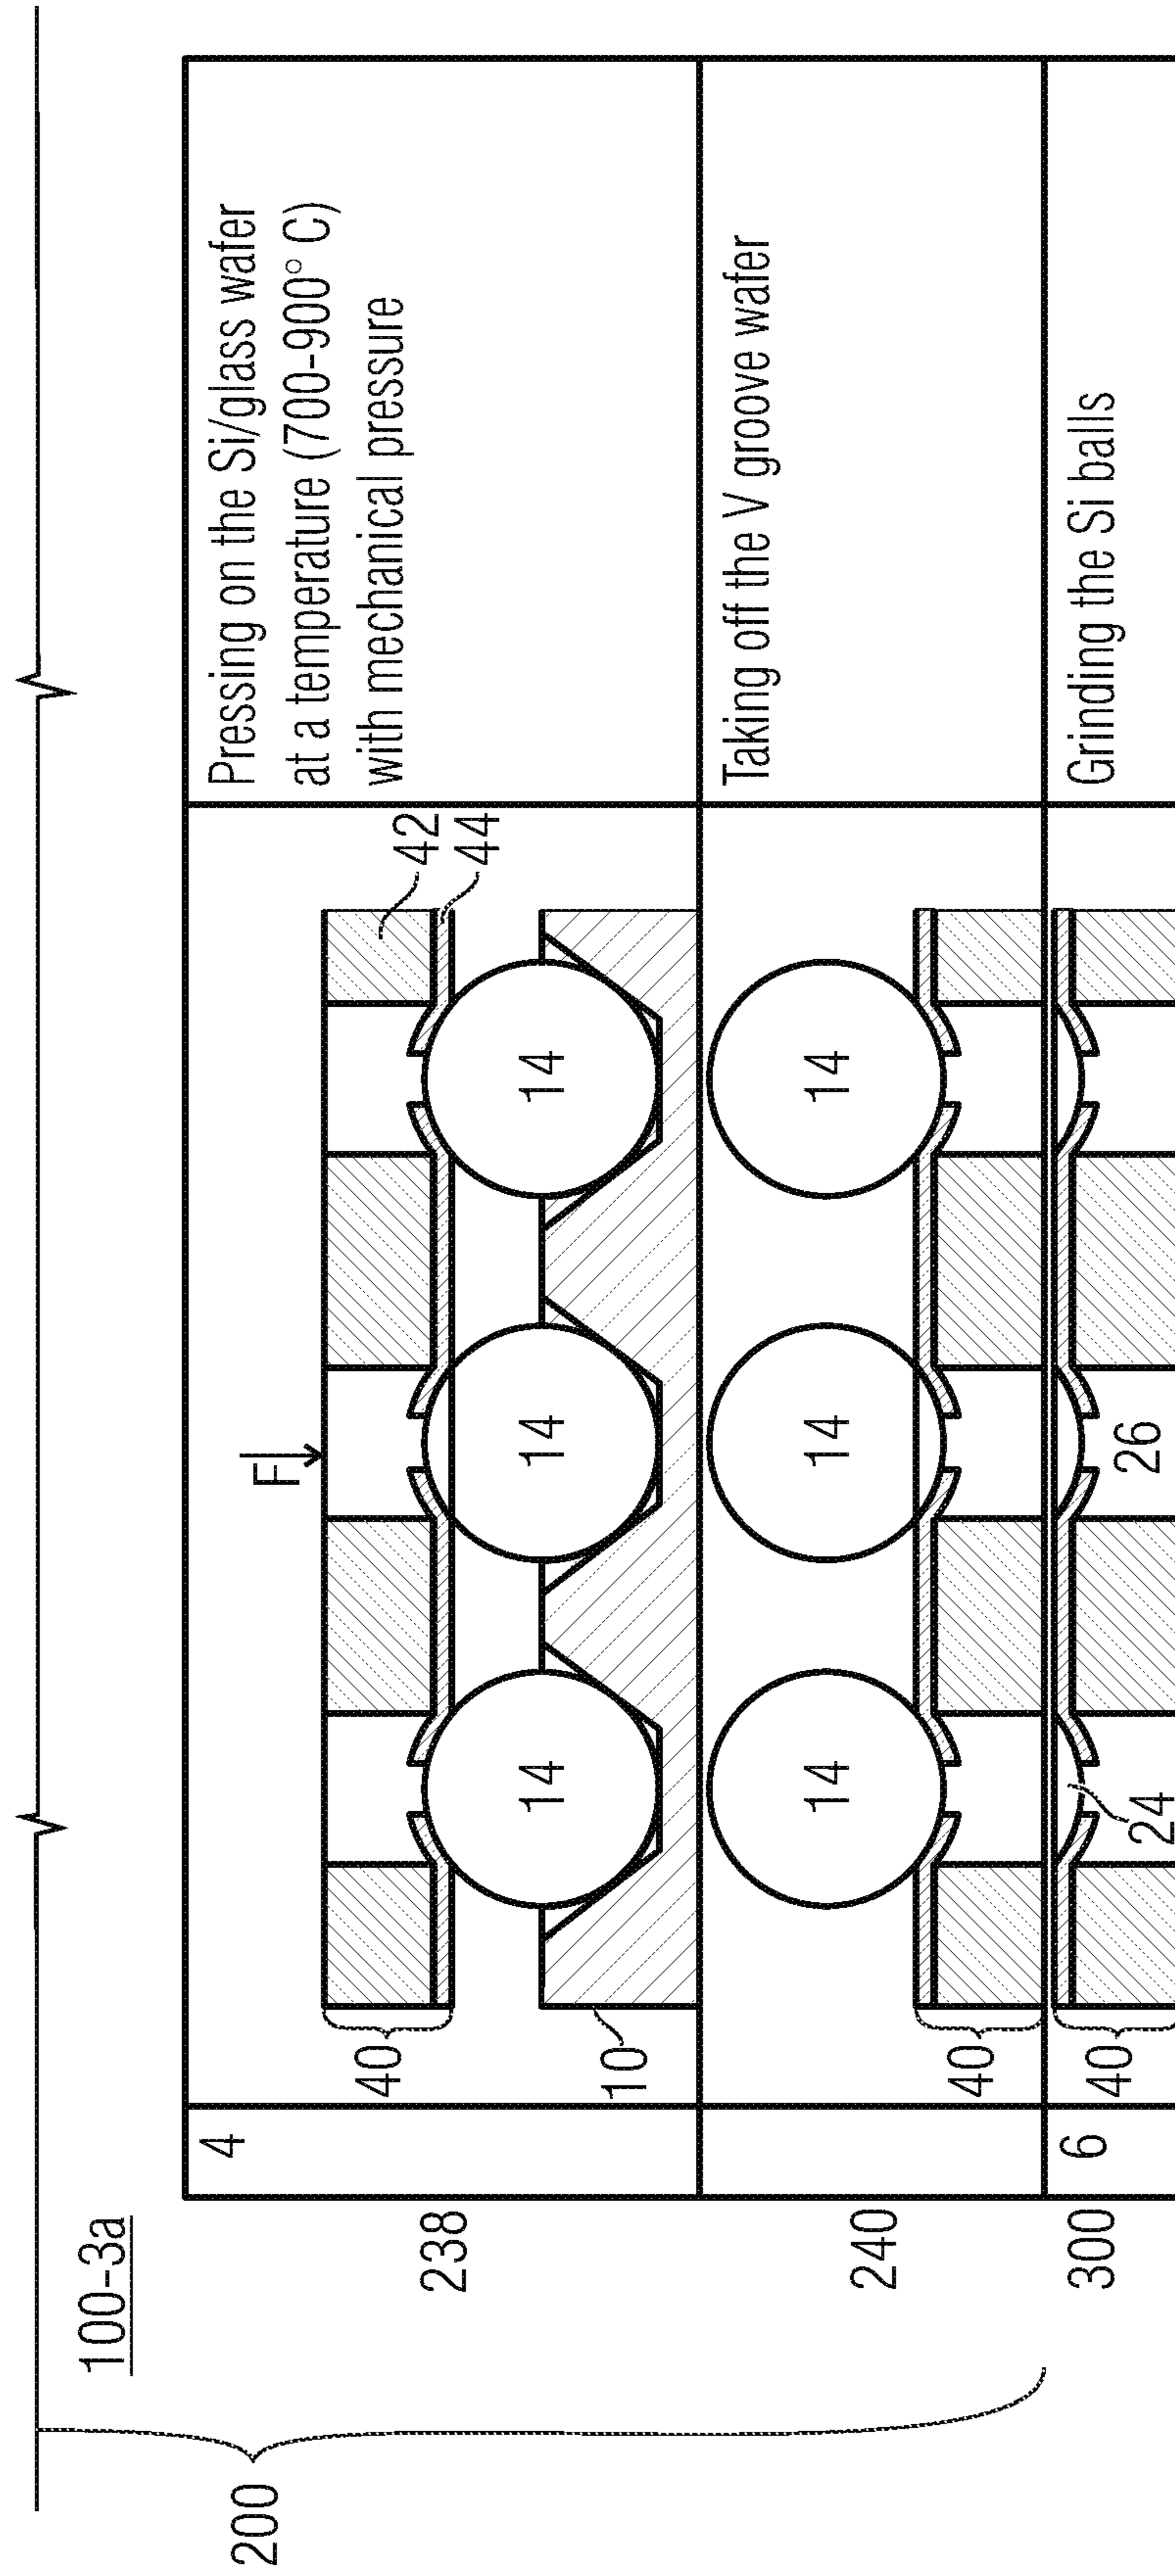 100-3a
200
238
240
300
4
40
F
42
44
14
14
14
10
Pressing on the Si/glass wafer
at a temperature (700-900° C)
with mechanical pressure
14
14
14
40
Taking off the V groove wafer
6
40
24
26
Grinding the Si balls